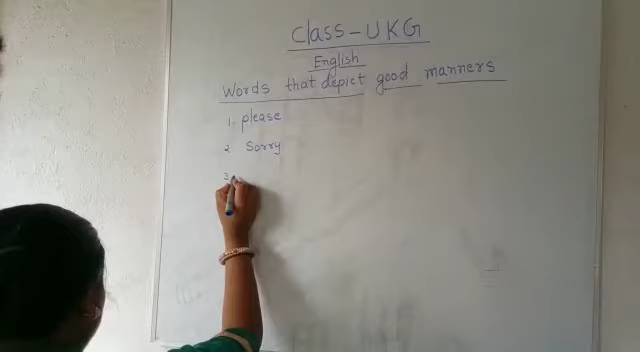 Class - UKG
English
Words that depict good manners
1. please
2 Sorry
3